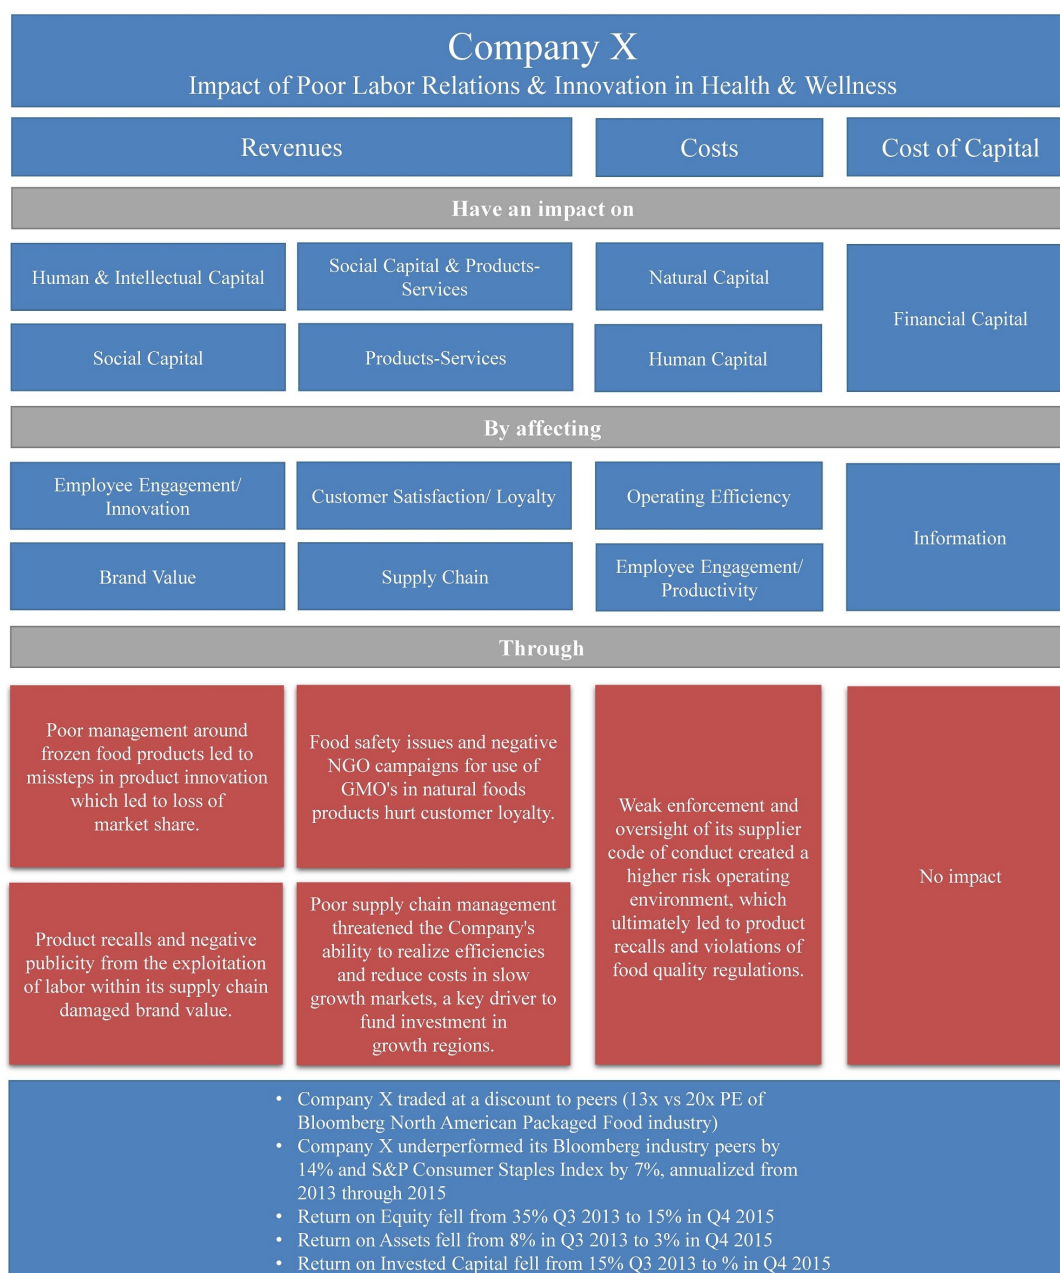 Company X
Impact of Poor Labor Relations & Innovation in Health & Wellness
Revenues
Costs
Cost of Capital
Have an impact on
Human & Intellectual Capital
Social Capital & Products-
Services
Natural Capital
Financial Capital
Social Capital
Products-Services
Human Capital
By affecting
Employee Engagement/
Innovation
Customer Satisfaction/ Loyalty
Operating Efficiency
Information
Brand Value
Supply Chain
Employee Engagement/
Productivity
Through
Poor management around
frozen food products led to
missteps in product innovation
which led to loss of
market share.
Food safety issues and negative
NGO campaigns for use of
GMO's in natural foods
products hurt customer loyalty.
Weak enforcement and
oversight of its supplier
code of conduct created a
higher risk operating
environment, which
ultimately led to product
recalls and violations of
food quality regulations.
No impact
Product recalls and negative
publicity from the exploitation
of labor within its supply chain
damaged brand value.
Poor supply chain management
threatened the Company's
ability to realize efficiencies
and reduce costs in slow
growth markets, a key driver to
fund investment in
growth regions.
• Company X traded at a discount to peers (13x vs 20x PE of
Bloomberg North American Packaged Food industry)
• Company X underperformed its Bloomberg industry peers by
14% and S&P Consumer Staples Index by 7%, annualized from
2013 through 2015
• Return on Equity fell from 35% Q3 2013 to 15% in Q4 2015
• Return on Assets fell from 8% in Q3 2013 to 3% in Q4 2015
• Return on Invested Capital fell from 15% Q3 2013 to % in Q4 2015